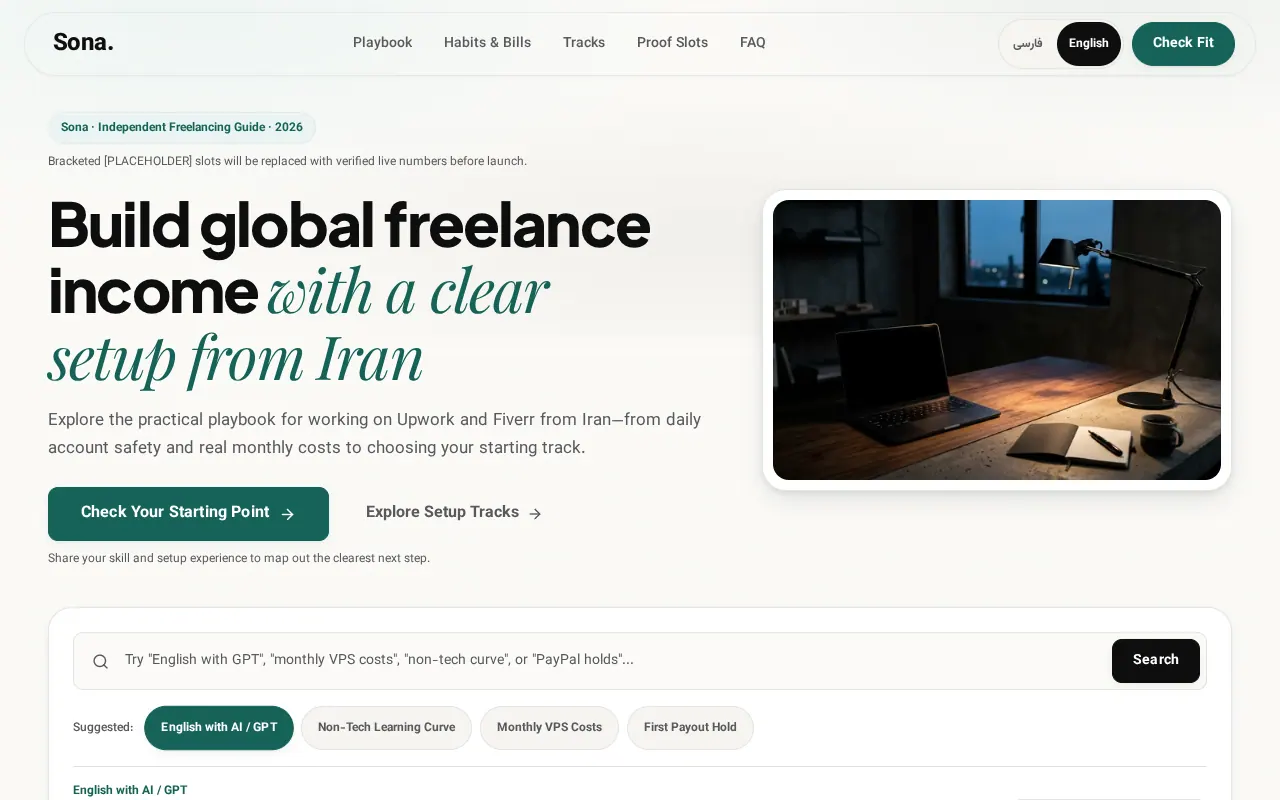 Sona.
Playbook
Habits & Bills
Tracks
Proof Slots
FAQ
فارسی
English
Check Fit
Sona · Independent Freelancing Guide · 2026
Bracketed [PLACEHOLDER] slots will be replaced with verified live numbers before launch.
Build global freelance
income with a clear
setup from Iran
Explore the practical playbook for working on Upwork and Fiverr from Iran—from daily
account safety and real monthly costs to choosing your starting track.
Check Your Starting Point →
Explore Setup Tracks →
Share your skill and setup experience to map out the clearest next step.
Try "English with GPT", "monthly VPS costs", "non-tech curve", or "PayPal holds"...
Search
Suggested:
English with AI / GPT
Non-Tech Learning Curve
Monthly VPS Costs
First Payout Hold
English with AI / GPT